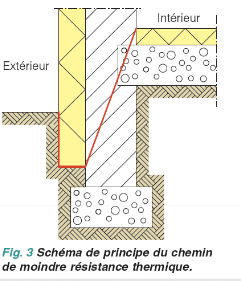 Intérieur
Extérieur
Fig. 3 Schéma de principe du chemin
de moindre résistance thermique.